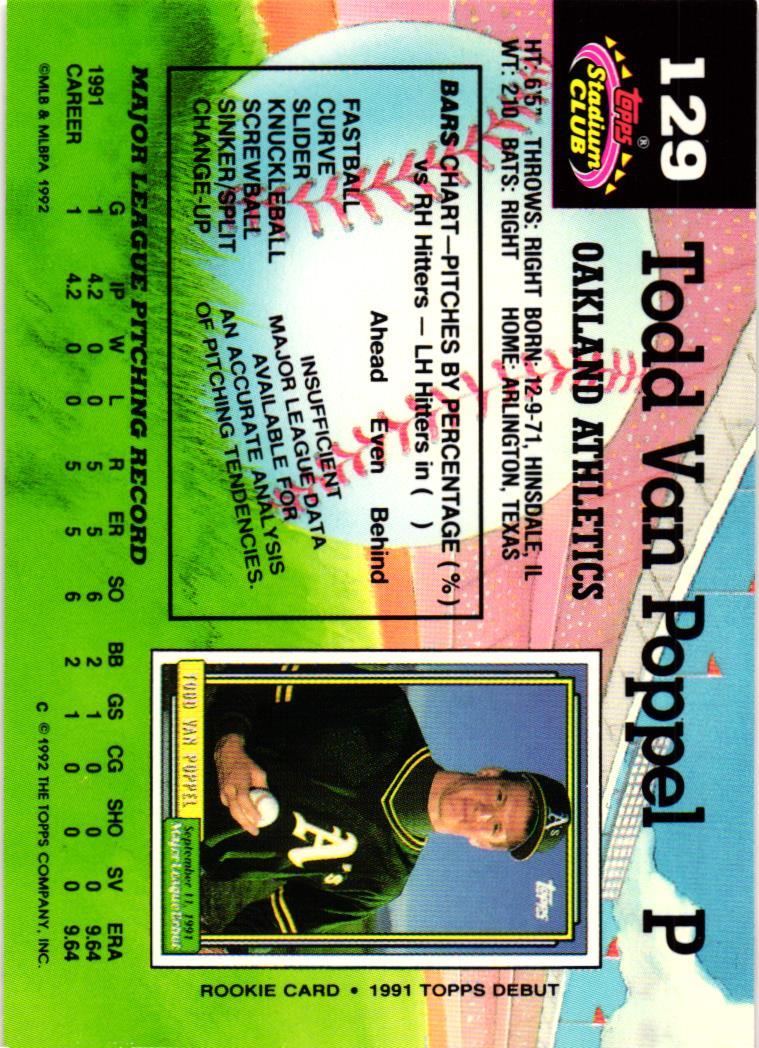 129
Todd Van Poppel P
TOPPS®
Stadium
CLUB
OAKLAND ATHLETICS
HT: 6'5" THROWS: RIGHT BORN: 12-9-71, HINSDALE, IL
WT: 210 BATS: RIGHT HOME: ARLINGTON, TEXAS
BARS CHART—PITCHES BY PERCENTAGE (%)
vs RH Hitters — LH Hitters in ( )
Ahead Even Behind
FASTBALL
CURVE
SLIDER
KNUCKLEBALL
SCREWBALL
SINKER/SPLIT
CHANGE-UP
INSUFFICIENT
MAJOR LEAGUE DATA
AVAILABLE FOR
AN ACCURATE ANALYSIS
OF PITCHING TENDENCIES.
A's
TOPPS
A's
TODD VAN POPPEL
September 11, 1991
Major League Debut
ROOKIE CARD • 1991 TOPPS DEBUT
MAJOR LEAGUE PITCHING RECORD
G IP W L R ER SO BB GS CG SHO SV ERA
1991 1 4.2 0 0 5 5 6 2 1 0 0 0 9.64
CAREER 1 4.2 0 0 5 5 6 2 1 0 0 0 9.64
©MLB & MLBPA 1992
C ©1992 THE TOPPS COMPANY, INC.